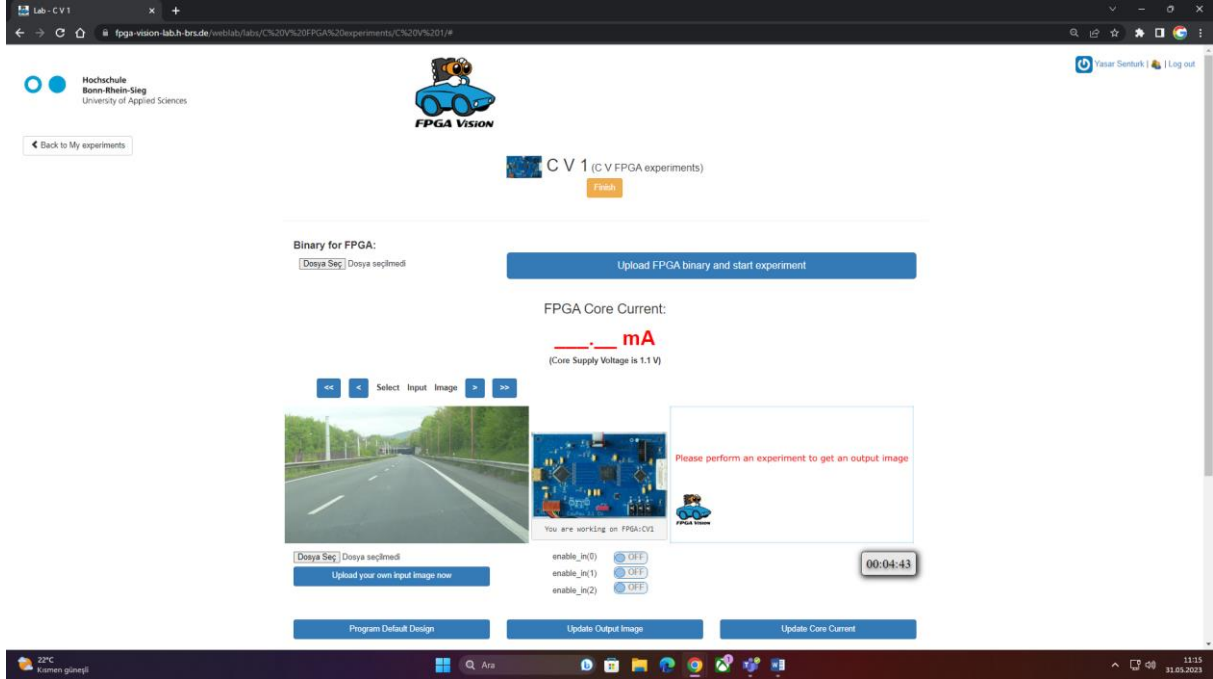 Lab - C V 1
fpga-vision-lab.h-brs.de/weblab/labs/C%20V%20FPGA%20experiments/C%20V%201/#
Yasar Senturk | | Log out
Hochschule
Bonn-Rhein-Sieg
University of Applied Sciences
FPGA VISION
Back to My experiments
C V 1 (C V FPGA experiments)
Finish
Binary for FPGA:
Dosya Seç Dosya seçilmedi
Upload FPGA binary and start experiment
FPGA Core Current:
___.__ mA
(Core Supply Voltage is 1.1 V)
<< < Select Input Image > >>
Please perform an experiment to get an output image
FPGA VISION
You are working on FPGA:CV1
Dosya Seç Dosya seçilmedi
Upload your own input image now
enable_in(0) OFF
enable_in(1) OFF
enable_in(2) OFF
00:04:43
Program Default Design
Update Output Image
Update Core Current
22°C
Kısmen güneşli
Ara
11:15
31.05.2023